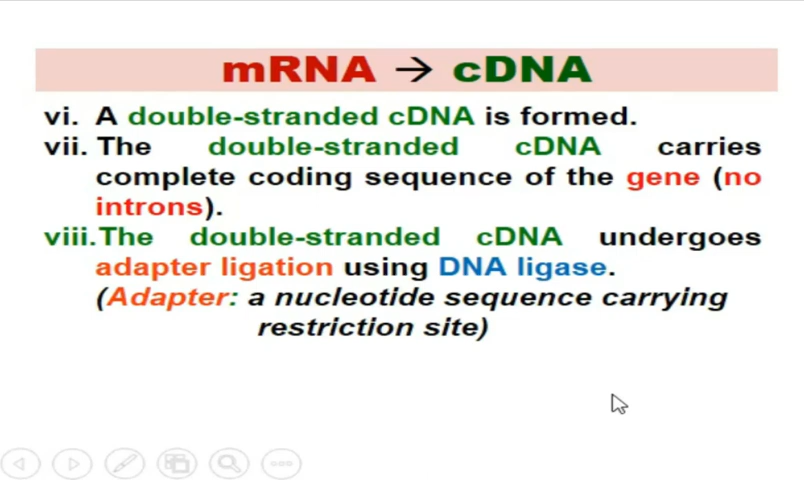 mRNA → cDNA
vi. A double-stranded cDNA is formed.
vii. The double-stranded cDNA carries
complete coding sequence of the gene (no
introns).
viii.The double-stranded cDNA undergoes
adapter ligation using DNA ligase.
(Adapter: a nucleotide sequence carrying
restriction site)